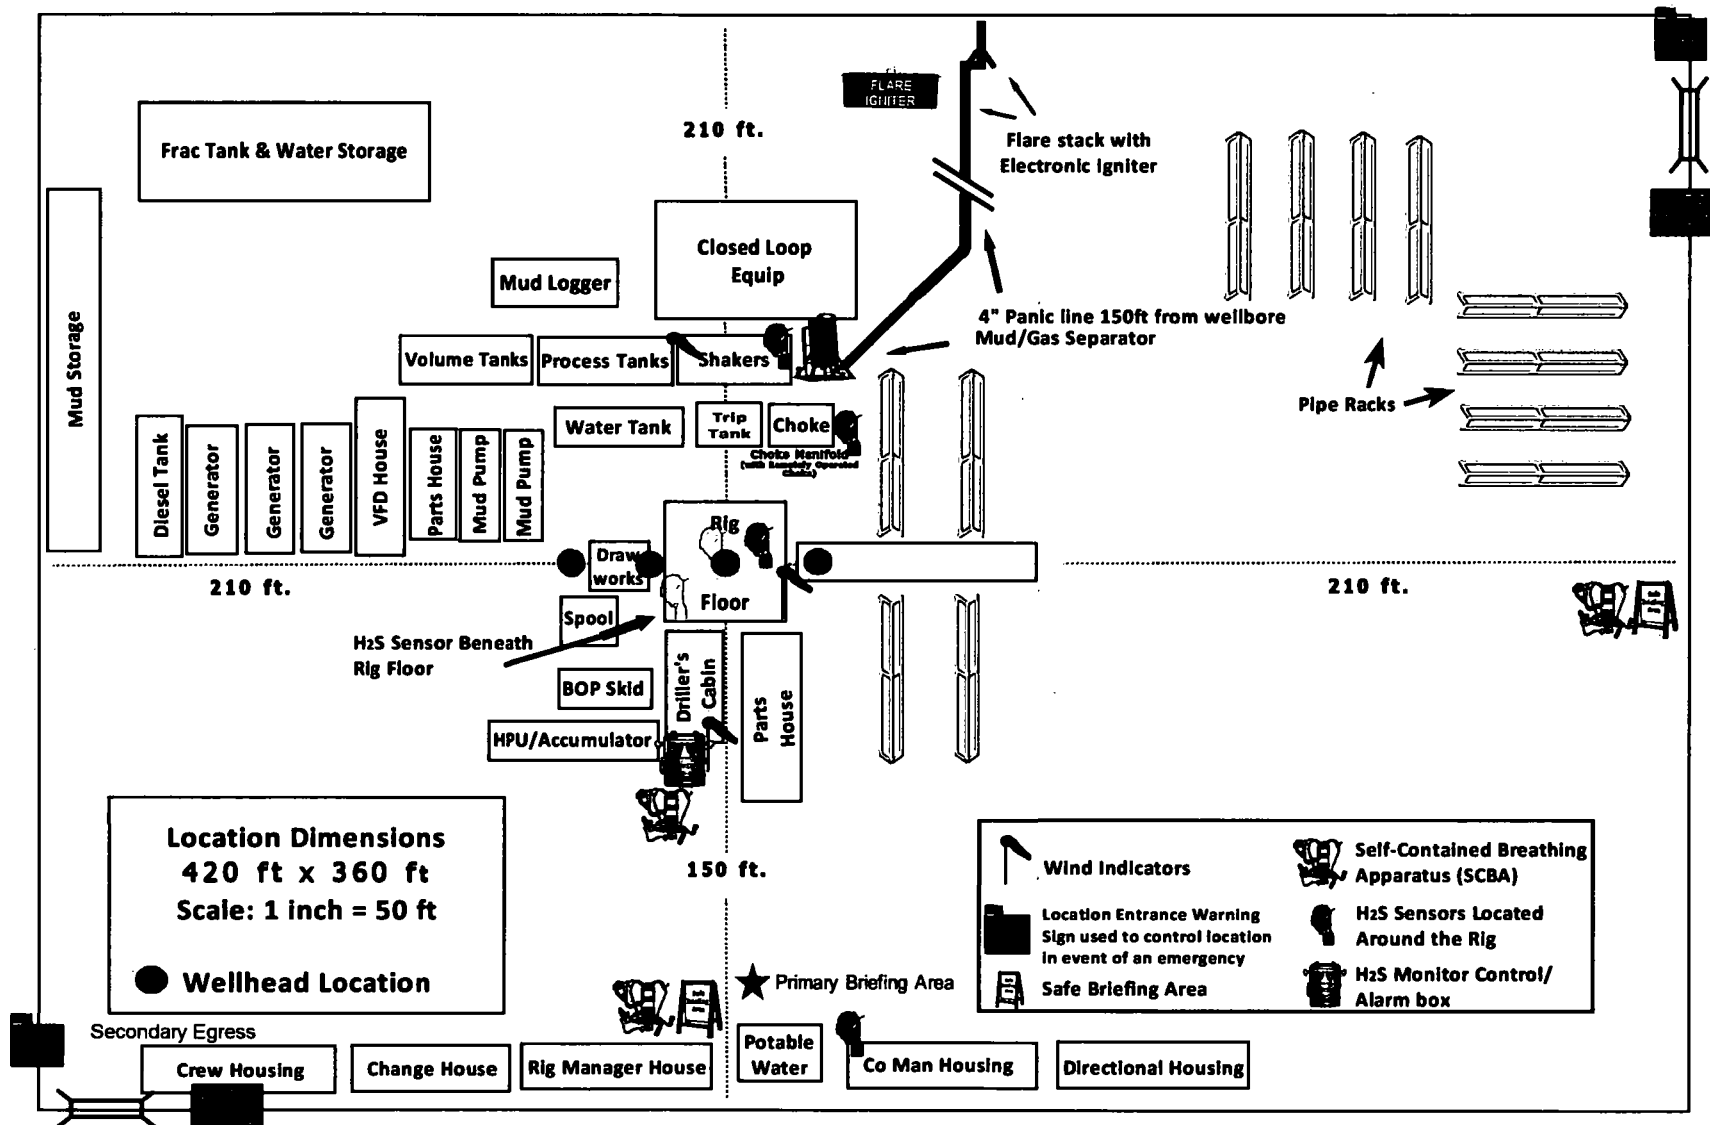 FLARE
IGNITER
210 ft.
Flare stack with
Electronic Igniter
Frac Tank & Water Storage
Closed Loop
Equip
Mud Logger
4" Panic line 150ft from wellbore
Mud/Gas Separator
Mud Storage
Volume Tanks
Process Tanks
Shakers
Pipe Racks
Water Tank
Trip
Tank
Choke
Choke Manifold
(with Remotely Operated
Choke)
Diesel Tank
Generator
Generator
Generator
VFD House
Parts House
Mud Pump
Mud Pump
Rig
Floor
Draw
works
210 ft.
210 ft.
Spool
H2S Sensor Beneath
Rig Floor
BOP Skid
Driller's
Cabin
Parts
House
HPU/Accumulator
Location Dimensions
420 ft x 360 ft
Scale: 1 inch = 50 ft
Wellhead Location
150 ft.
Wind Indicators
Location Entrance Warning
Sign used to control location
in event of an emergency
Safe Briefing Area
Self-Contained Breathing
Apparatus (SCBA)
H2S Sensors Located
Around the Rig
H2S Monitor Control/
Alarm box
Primary Briefing Area
Secondary Egress
Crew Housing
Change House
Rig Manager House
Potable
Water
Co Man Housing
Directional Housing